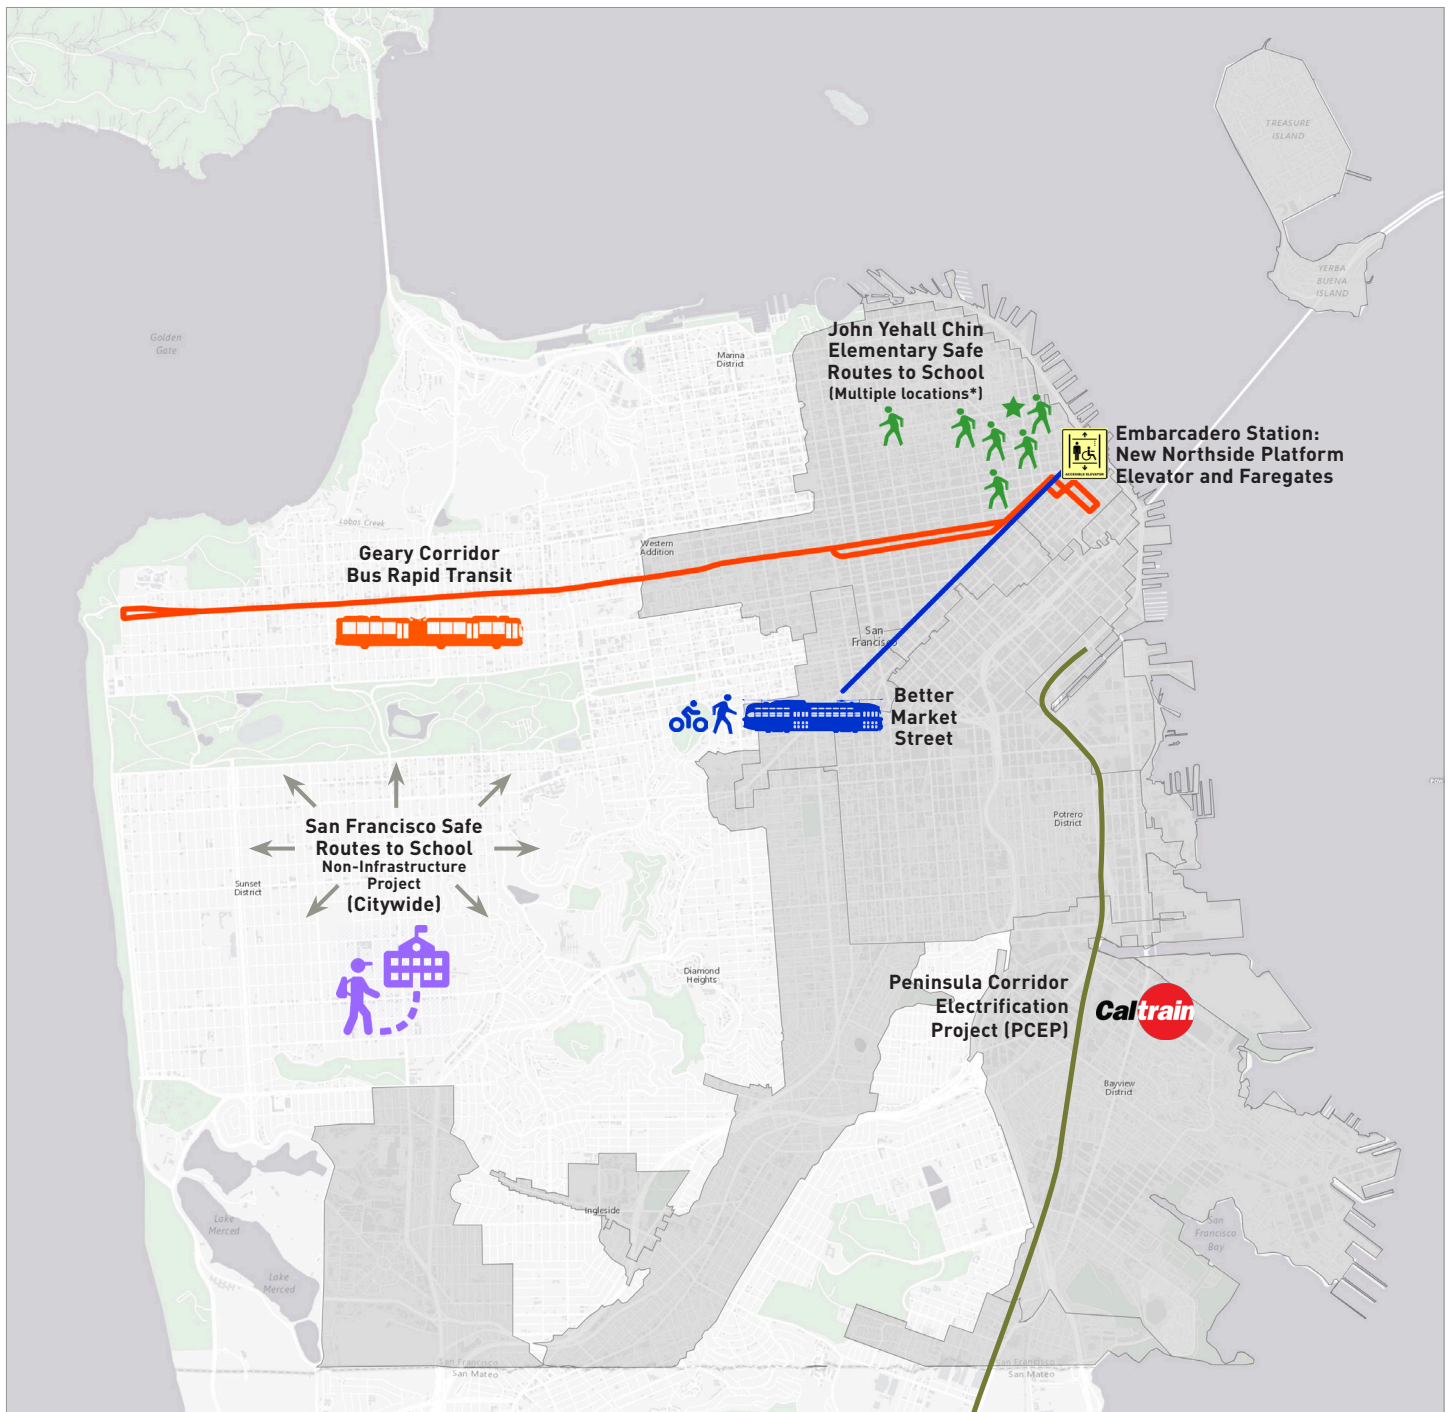 TREASURE
ISLAND
YERBA
BUENA
ISLAND
Golden
Gate
Marina
District
John Yehall Chin
Elementary Safe
Routes to School
(Multiple locations*)
ACCESSIBLE ELEVATOR
Embarcadero Station:
New Northside Platform
Elevator and Faregates
Lobos Creek
Western
Addition
Geary Corridor
Bus Rapid Transit
San
Francisco
Better
Market
Street
San Francisco Safe
Routes to School
Non-Infrastructure
Project
(Citywide)
Potrero
District
Sunset
District
Diamond
Heights
Peninsula Corridor
Electrification
Project (PCEP)
Caltrain
Bayview
District
Ingleside
Lake
Merced
San
Francisco
Bay
Lake
Merced
San Francisco
San Mateo
San Francisco
San Mateo